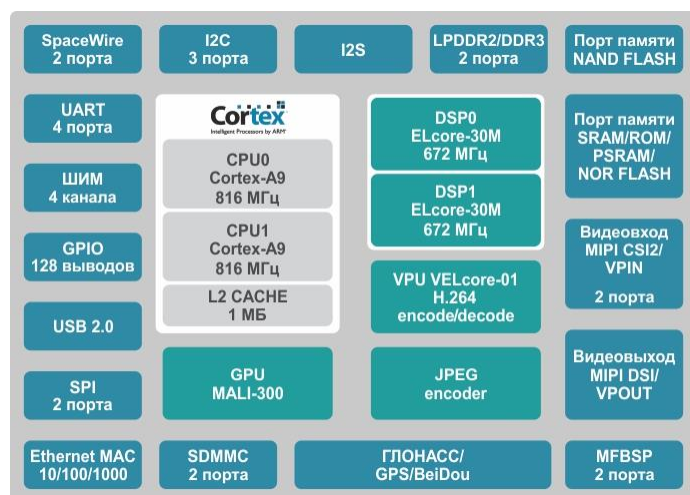 SpaceWire
2 порта
I2C
3 порта
I2S
LPDDR2/DDR3
2 порта
Порт памяти
NAND FLASH
UART
4 порта
ШИМ
4 канала
GPIO
128 выводов
USB 2.0
SPI
2 порта
Cortex
Intelligent Processors by ARM®
CPU0
Cortex-A9
816 МГц
CPU1
Cortex-A9
816 МГц
L2 CACHE
1 МБ
GPU
MALI-300
DSP0
ELcore-30M
672 МГц
DSP1
ELcore-30M
672 МГц
VPU VELcore-01
H.264
encode/decode
JPEG
encoder
Порт памяти
SRAM/ROM/
PSRAM/
NOR FLASH
Видеовход
MIPI CSI2/
VPIN
2 порта
Видеовыход
MIPI DSI/
VPOUT
Ethernet MAC
10/100/1000
SDMMC
2 порта
ГЛОНАСС/
GPS/BeiDou
MFBSP
2 порта